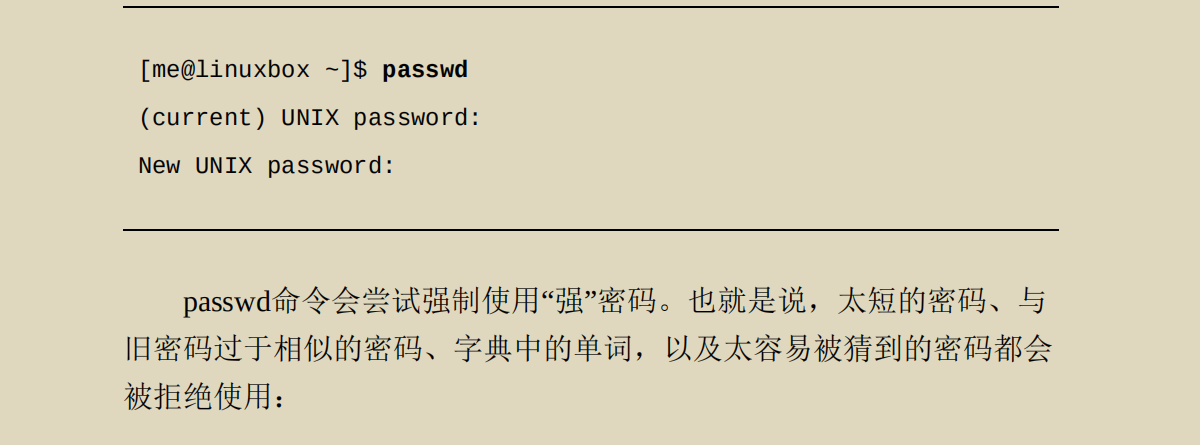 [me@linuxbox ~]$ passwd
(current) UNIX password:
New UNIX password:
passwd命令会尝试强制使用“强”密码。也就是说，太短的密码、与
旧密码过于相似的密码、字典中的单词，以及太容易被猜到的密码都会
被拒绝使用：